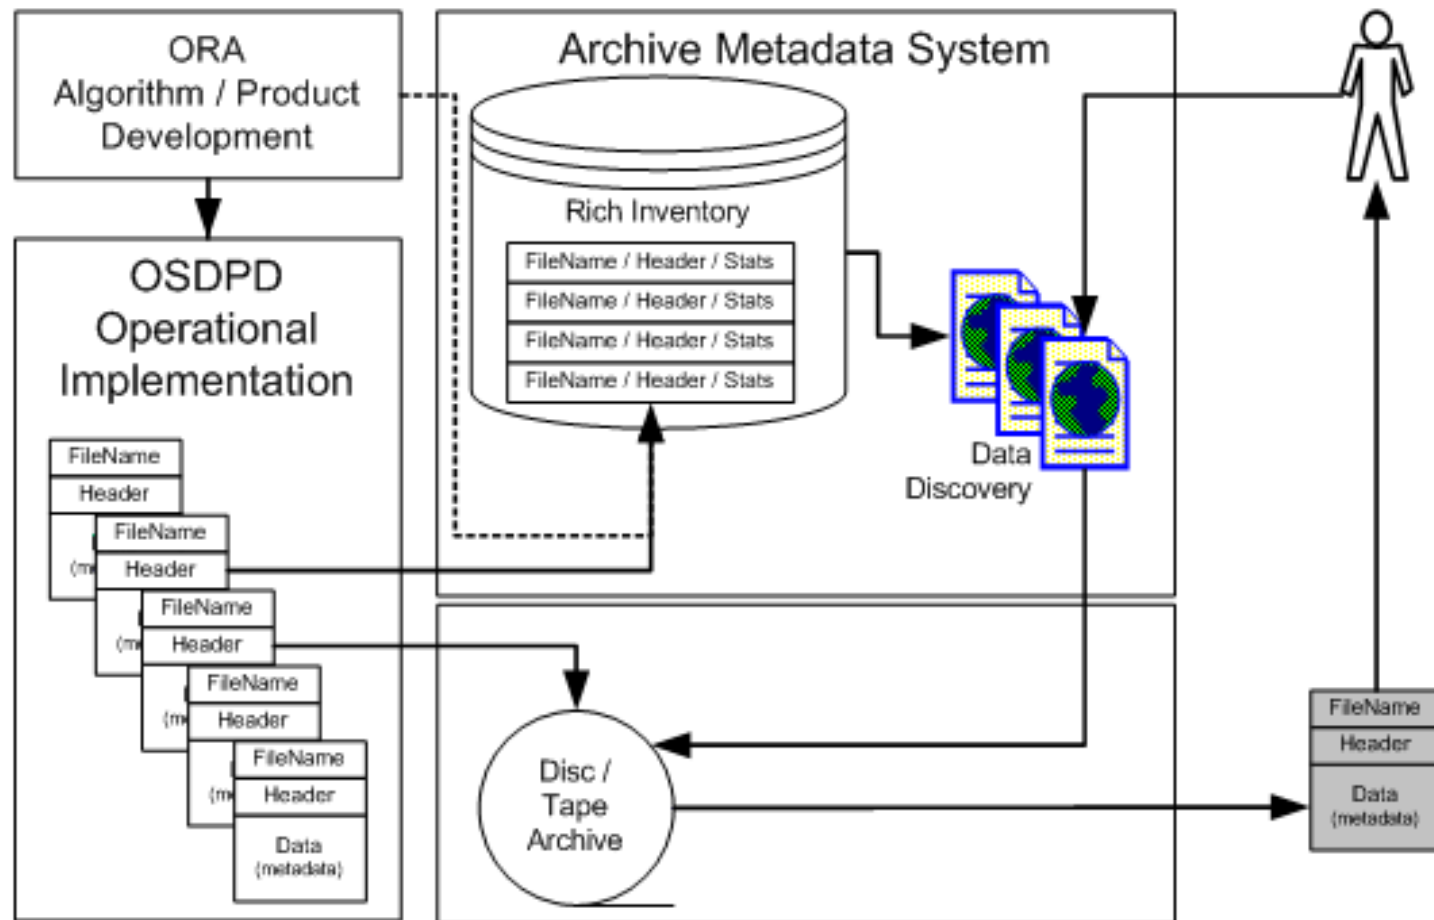 ORA
Algorithm / Product
Development
Archive Metadata System
Rich Inventory
FileName / Header / Stats
FileName / Header / Stats
FileName / Header / Stats
FileName / Header / Stats
Data
Discovery
OSDPD
Operational
Implementation
FileName
Header
FileName
Header
FileName
Header
FileName
Header
FileName
Header
Data
(metadata)
Disc /
Tape
Archive
FileName
Header
Data
(metadata)